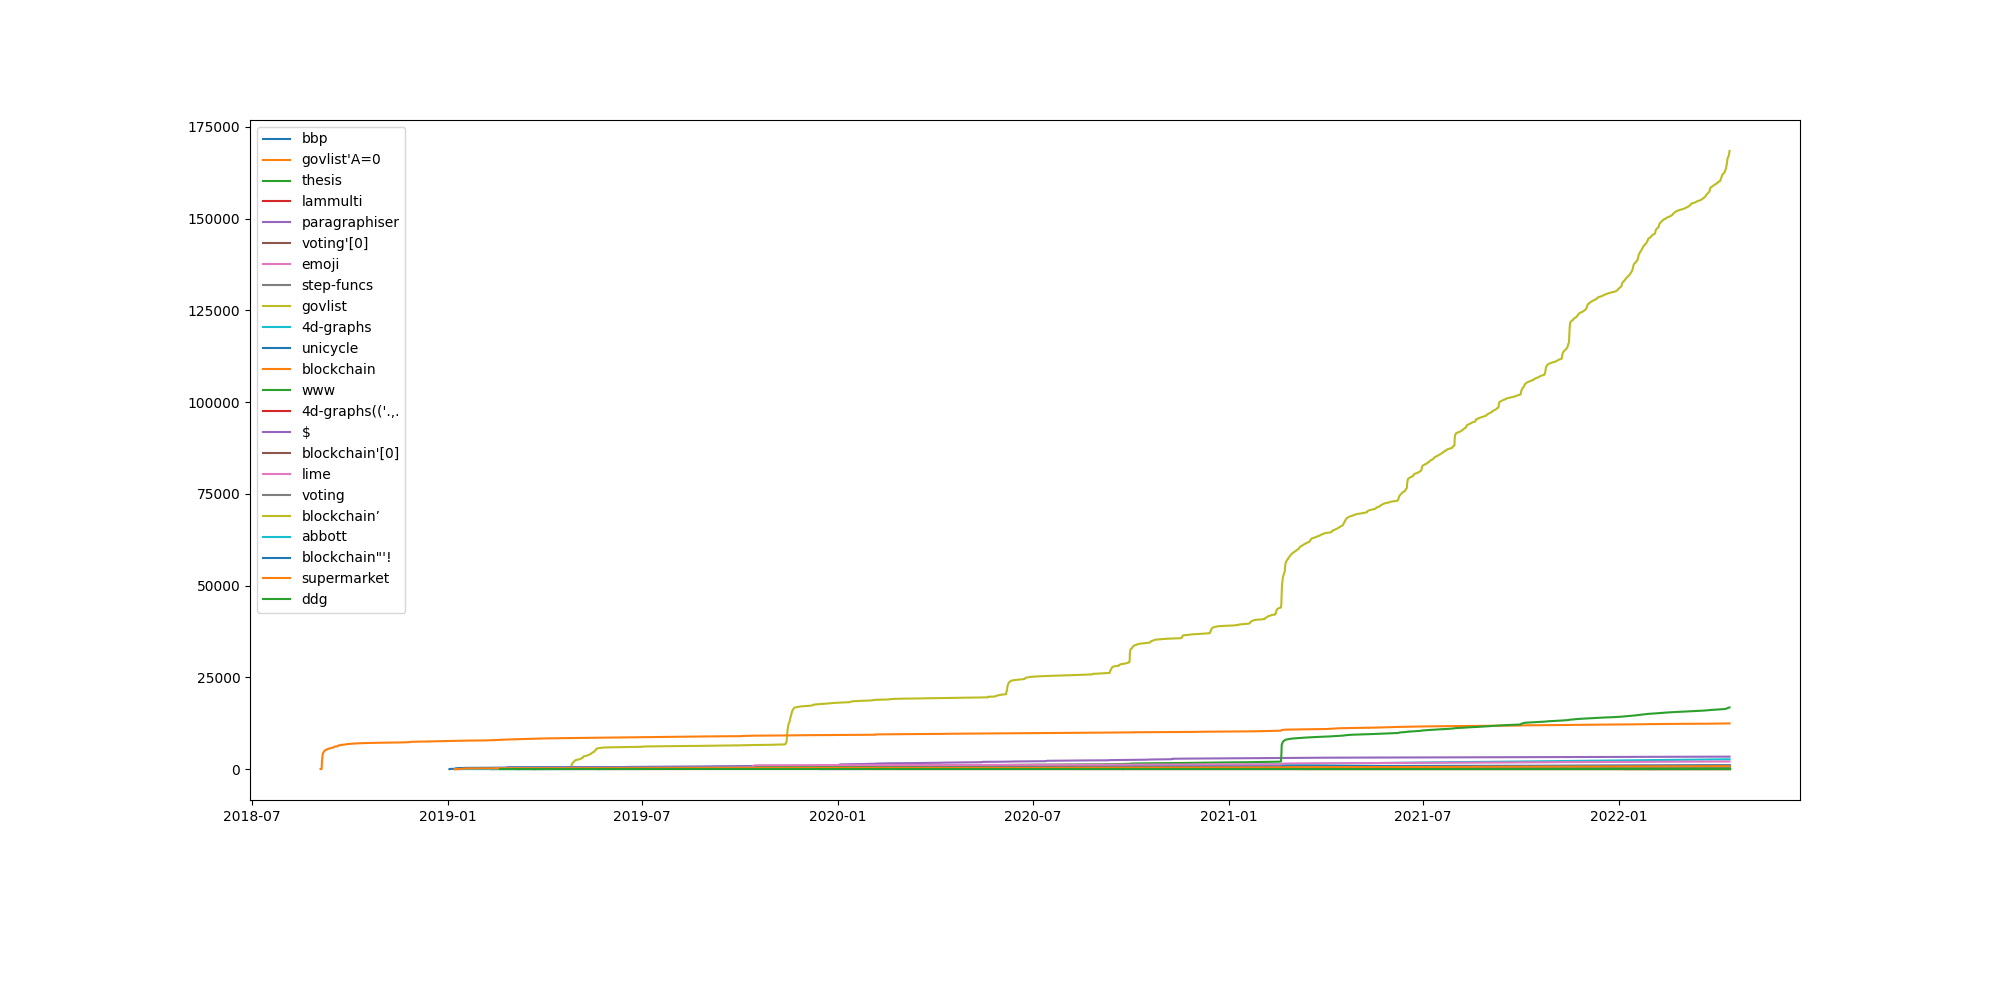 175000
150000
125000
100000
75000
50000
25000
0
bbp
govlist'A=0
thesis
lammulti
paragraphiser
voting'[0]
emoji
step-funcs
govlist
4d-graphs
unicycle
blockchain
www
4d-graphs(('.,.
$
blockchain'[0]
lime
voting
blockchain’
abbott
blockchain"'!
supermarket
ddg
2018-07 2019-01 2019-07 2020-01 2020-07 2021-01 2021-07 2022-01